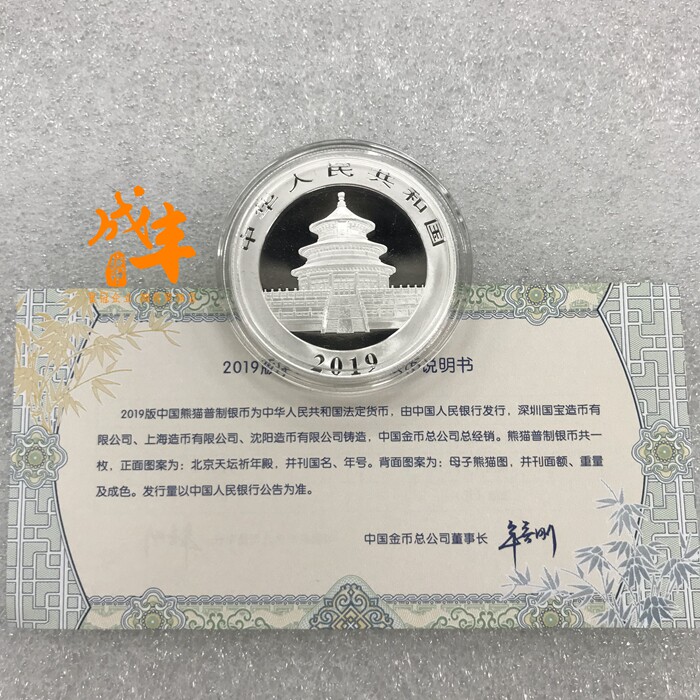 中华人民共和国
2019
成丰
2019版
说明书
2019版中国熊猫普制银币为中华人民共和国法定货币，由中国人民银行发行，深圳国宝造币有
限公司、上海造币有限公司、沈阳造币有限公司铸造，中国金币总公司总经销。熊猫普制银币共一
枚，正面图案为：北京天坛祈年殿，并刊国名、年号。背面图案为：母子熊猫图，并刊面额、重量
及成色。发行量以中国人民银行公告为准。
中国金币总公司董事长